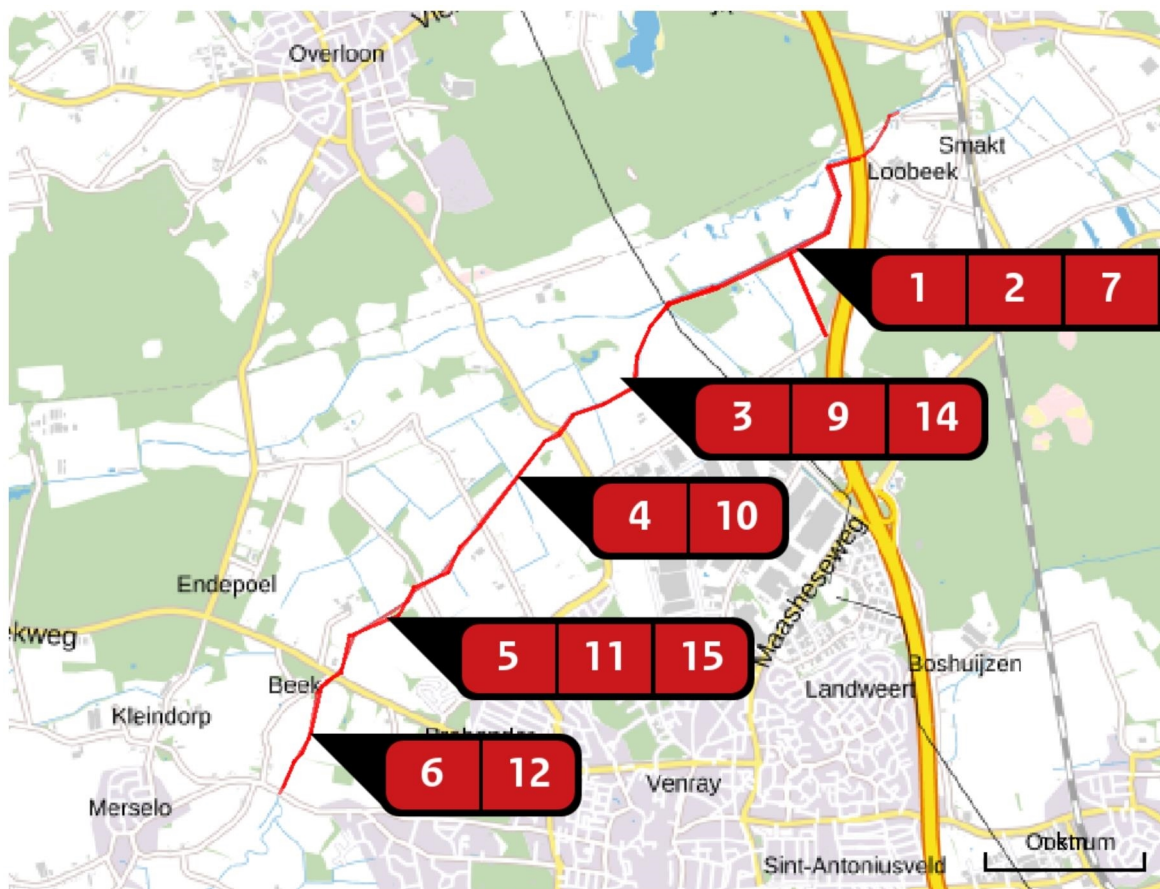 Overloon
Smakt
Loobeek
1 2 7
3 9 14
4 10
Endepoel
ekweg
Maasheseweg
5 11 15
Boshuijzen
Beek
Landweert
Kleindorp
6 12
Venray
Merselo
Sint-Antoniusveld